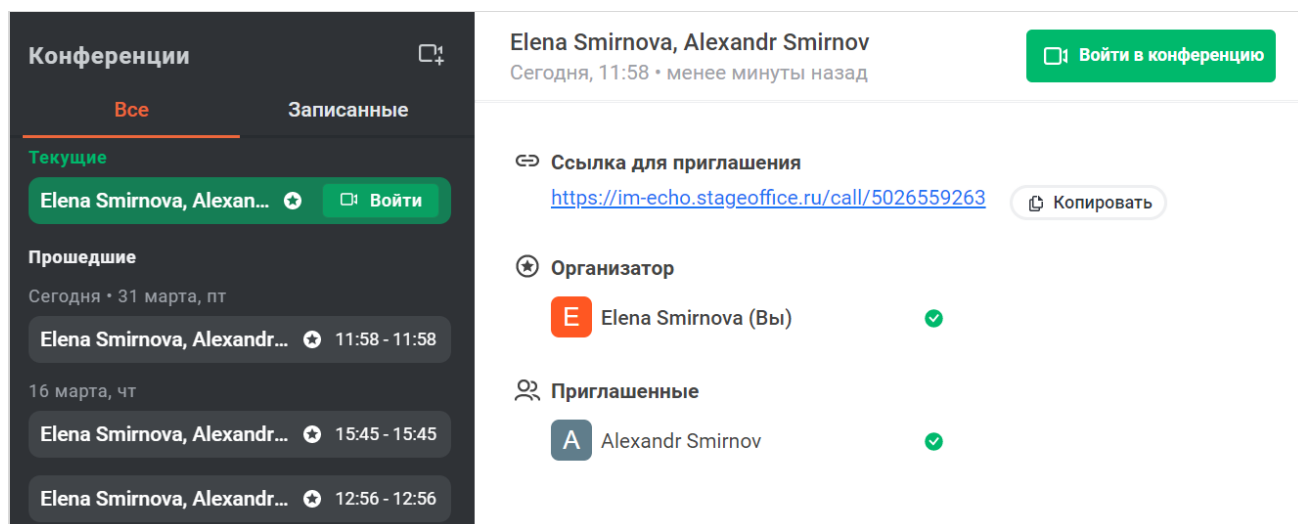 Конференции
Все
Записанные
Текущие
Elena Smirnova, Alexan...
Войти
Прошедшие
Сегодня • 31 марта, пт
Elena Smirnova, Alexandr... 11:58 - 11:58
16 марта, чт
Elena Smirnova, Alexandr... 15:45 - 15:45
Elena Smirnova, Alexandr... 12:56 - 12:56
Elena Smirnova, Alexandr Smirnov
Сегодня, 11:58 • менее минуты назад
Войти в конференцию
Ссылка для приглашения
https://im-echo.stageoffice.ru/call/5026559263
Копировать
Организатор
E Elena Smirnova (Вы)
Приглашенные
A Alexandr Smirnov